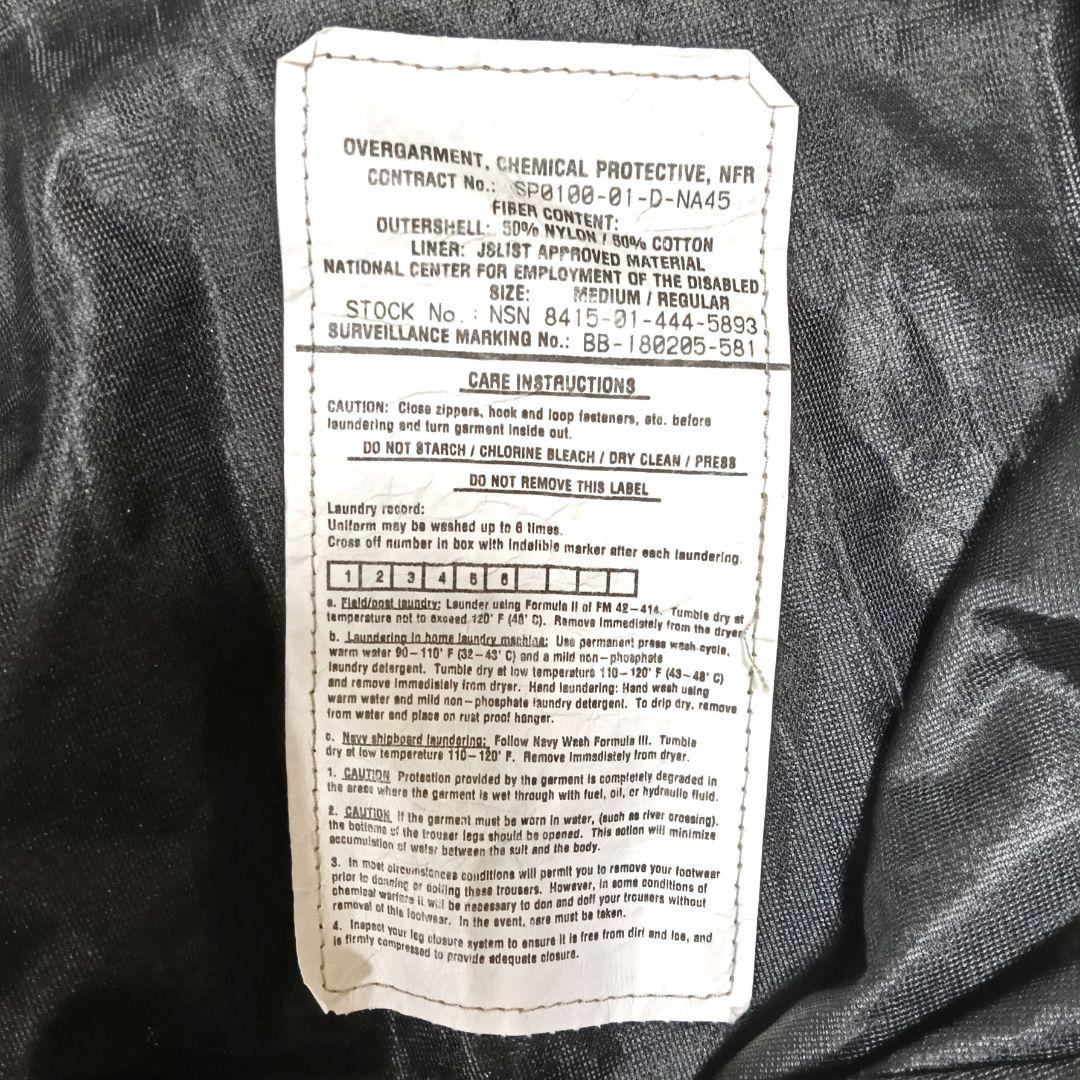 OVERGARMENT, CHEMICAL PROTECTIVE, NFR
CONTRACT No.: SP0100-01-D-NA45
FIBER CONTENT:
OUTERSHELL: 50% NYLON / 50% COTTON
LINER: JSLIST APPROVED MATERIAL
NATIONAL CENTER FOR EMPLOYMENT OF THE DISABLED
SIZE: MEDIUM / REGULAR
STOCK No.: NSN 8415-01-444-5893
SURVEILLANCE MARKING No.: BB-180205-581
CARE INSTRUCTIONS
CAUTION: Close zippers, hook and loop fasteners, etc. before
laundering and turn garment inside out.
DO NOT STARCH / CHLORINE BLEACH / DRY CLEAN / PRESS
DO NOT REMOVE THIS LABEL
Laundry record:
Uniform may be washed up to 6 times.
Cross off number in box with indelible marker after each laundering.
1 2 3 4 5 6
a. Field/post laundry: Launder using Formula II of FM 42-414. Tumble dry at
temperature not to exceed 120° F (48° C). Remove immediately from the dryer.
b. Laundering in home laundry machine: Use permanent press wash cycle,
warm water 90-110° F (32-43° C) and a mild non-phosphate
laundry detergent. Tumble dry at low temperature 110-120° F (43-48° C)
and remove immediately from dryer. Hand laundering: Hand wash using
warm water and mild non-phosphate laundry detergent. To drip dry, remove
from water and place on rust proof hanger.
c. Navy shipboard laundering: Follow Navy Wash Formula III. Tumble
dry at low temperature 110-120° F. Remove immediately from dryer.
1. CAUTION Protection provided by the garment is completely degraded in
the areas where the garment is wet through with fuel, oil, or hydraulic fluid.
2. CAUTION If the garment must be worn in water, (such as river crossing).
the bottoms of the trouser legs should be opened. This action will minimize
accumulation of water between the suit and the body.
3. In most circumstances conditions will permit you to remove your footwear
prior to donning or doffing these trousers. However, in some conditions of
chemical warfare it will be necessary to don and doff your trousers without
removal of this footwear. In the event, care must be taken.
4. Inspect your leg closure system to ensure it is free from dirt and ice, and
is firmly compressed to provide adequate closure.